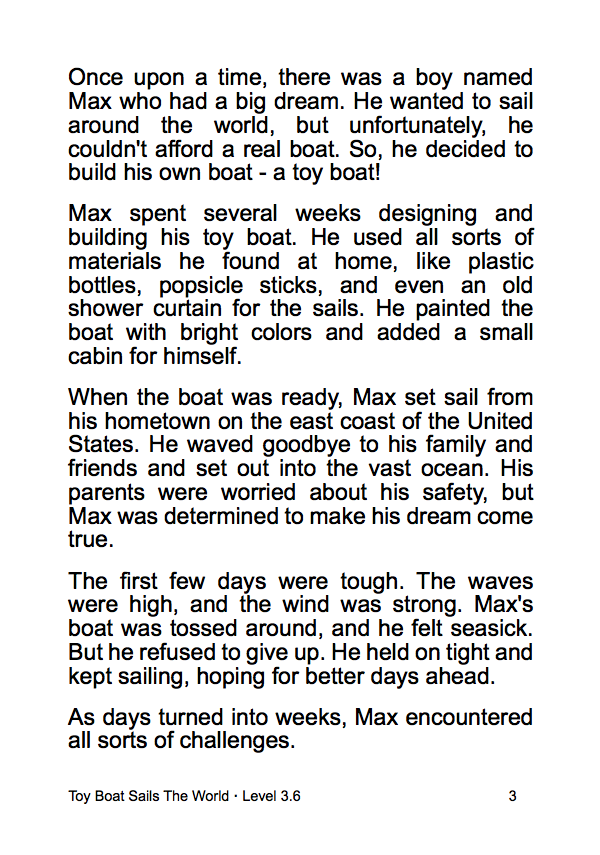 Once upon a time, there was a boy named
Max who had a big dream. He wanted to sail
around the world, but unfortunately, he
couldn't afford a real boat. So, he decided to
build his own boat - a toy boat!
Max spent several weeks designing and
building his toy boat. He used all sorts of
materials he found at home, like plastic
bottles, popsicle sticks, and even an old
shower curtain for the sails. He painted the
boat with bright colors and added a small
cabin for himself.
When the boat was ready, Max set sail from
his hometown on the east coast of the United
States. He waved goodbye to his family and
friends and set out into the vast ocean. His
parents were worried about his safety, but
Max was determined to make his dream come
true.
The first few days were tough. The waves
were high, and the wind was strong. Max's
boat was tossed around, and he felt seasick.
But he refused to give up. He held on tight and
kept sailing, hoping for better days ahead.
As days turned into weeks, Max encountered
all sorts of challenges.
Toy Boat Sails The World · Level 3.6 3